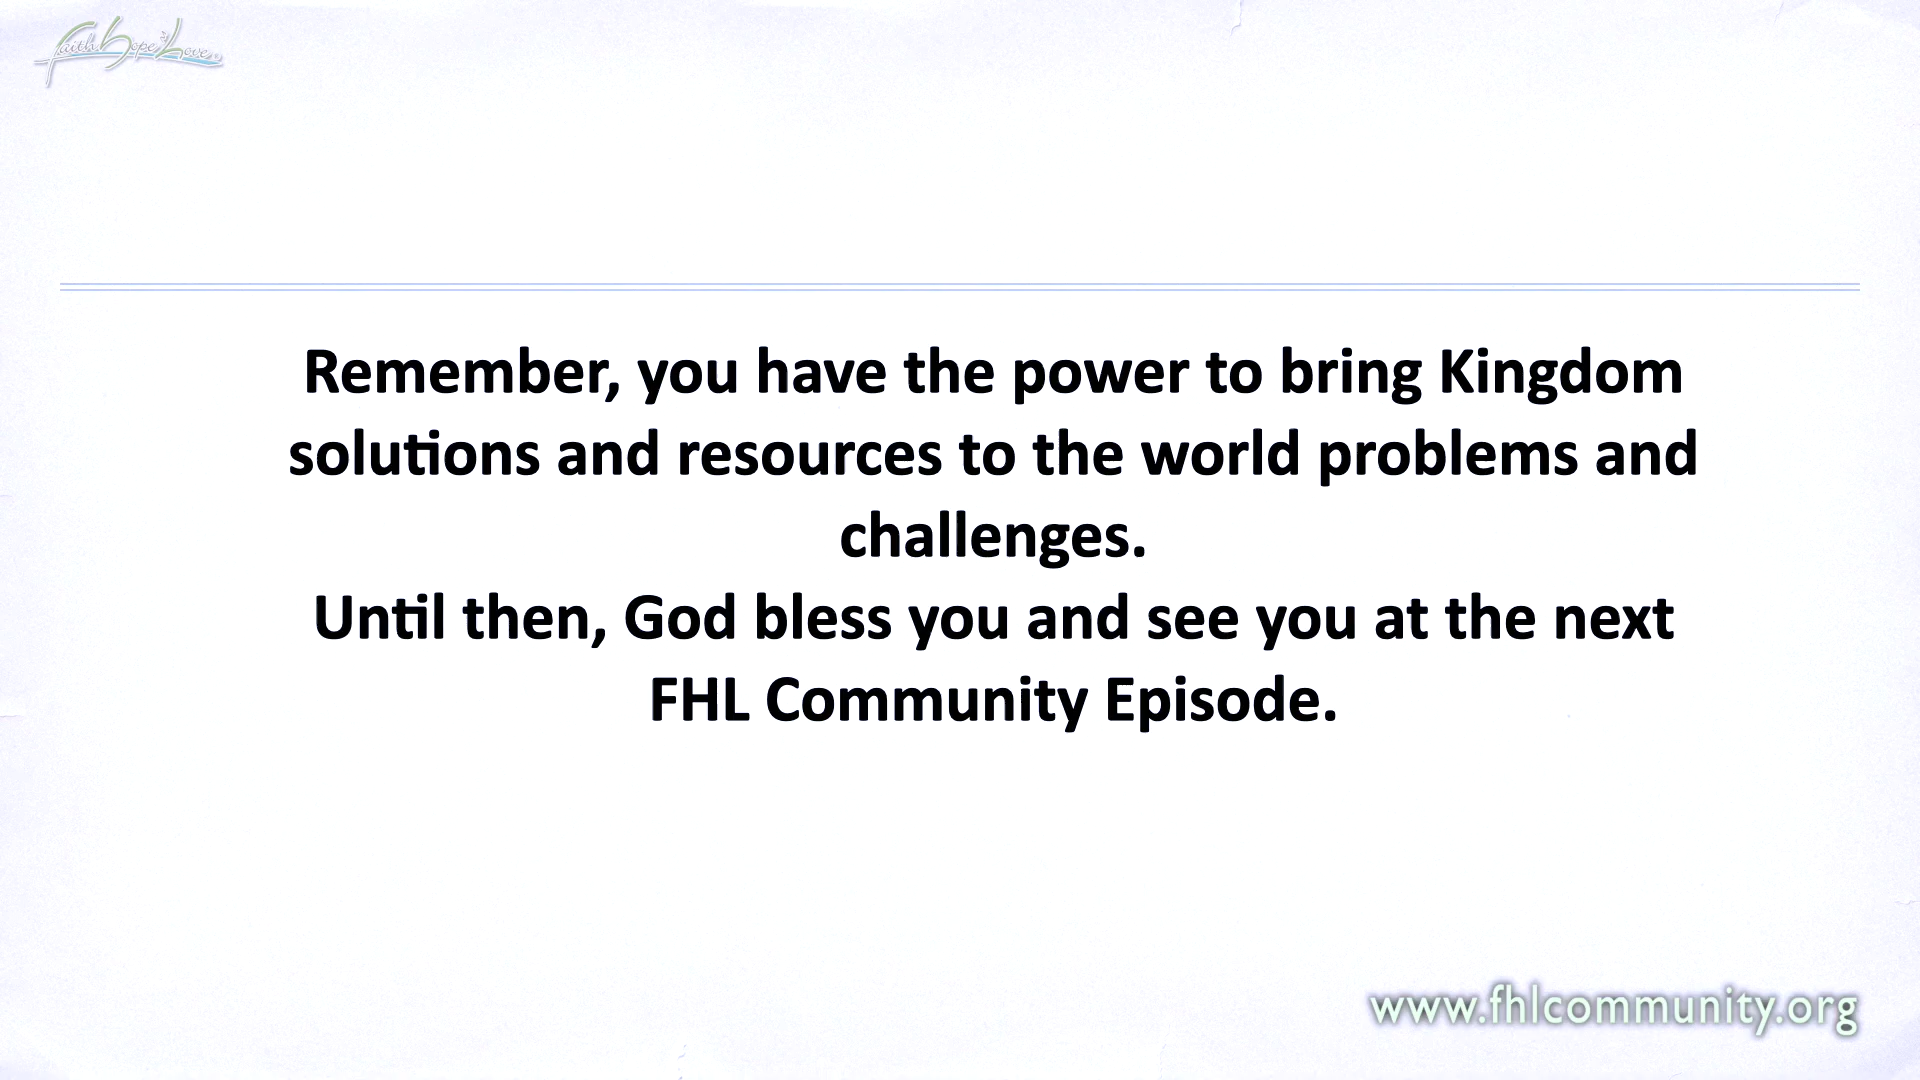 Faith Hope & Love
Remember, you have the power to bring Kingdom
solutions and resources to the world problems and
challenges.
Until then, God bless you and see you at the next
FHL Community Episode.
www.fhlcommunity.org